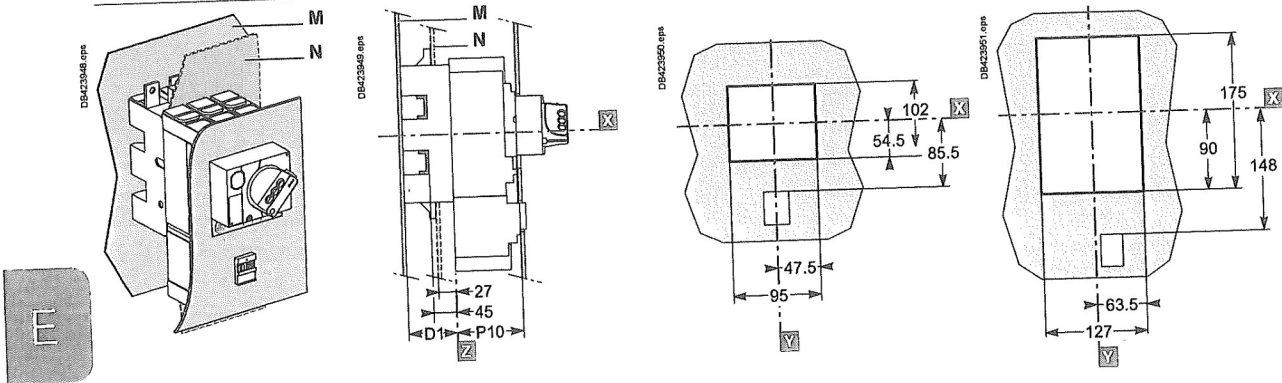 DB423948.eps
M
N
E
DB423949.eps
M
N
X
27
45
D1
P10
Z
DB423950.eps
X
102
54.5
85.5
47.5
95
Y
DB423951.eps
X
175
90
148
63.5
127
Y